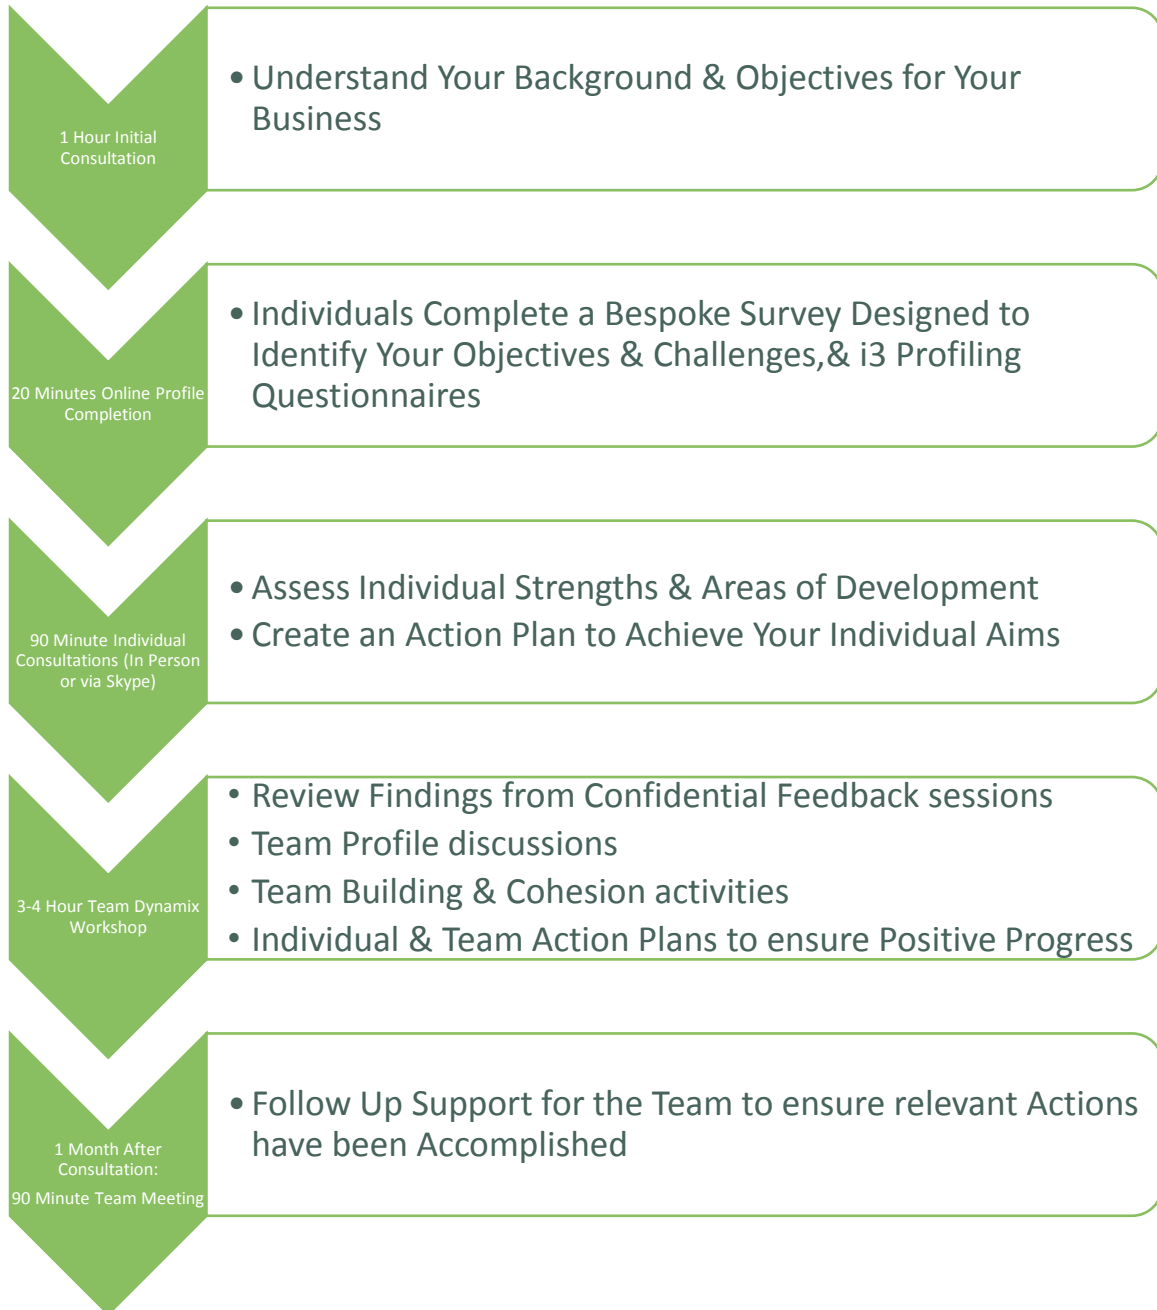 1 Hour Initial
Consultation
• Understand Your Background & Objectives for Your
Business
20 Minutes Online Profile
Completion
• Individuals Complete a Bespoke Survey Designed to
Identify Your Objectives & Challenges,& i3 Profiling
Questionnaires
90 Minute Individual
Consultations (In Person
or via Skype)
• Assess Individual Strengths & Areas of Development
• Create an Action Plan to Achieve Your Individual Aims
3-4 Hour Team Dynamix
Workshop
• Review Findings from Confidential Feedback sessions
• Team Profile discussions
• Team Building & Cohesion activities
• Individual & Team Action Plans to ensure Positive Progress
1 Month After
Consultation:
90 Minute Team Meeting
• Follow Up Support for the Team to ensure relevant Actions
have been Accomplished